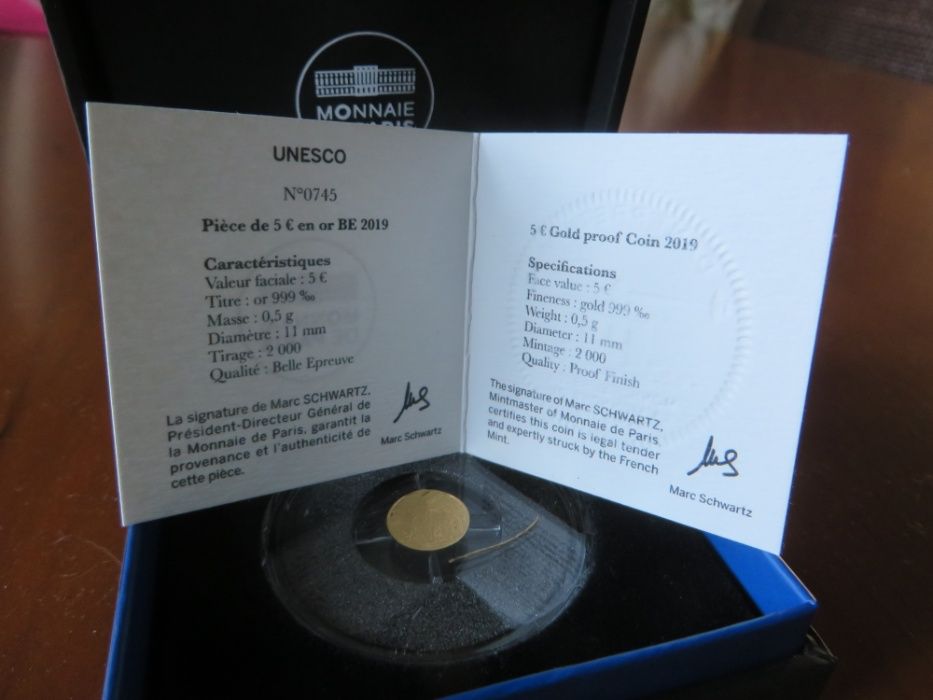 MONNAIE
UNESCO
N°0745
Pièce de 5 € en or BE 2019
Caractéristiques
Valeur faciale : 5 €
Titre : or 999 ‰
Masse : 0,5 g
Diamètre : 11 mm
Tirage : 2 000
Qualité : Belle Epreuve
La signature de Marc SCHWARTZ,
Président-Directeur Général de
la Monnaie de Paris, garantit la
provenance et l'authenticité de
cette pièce.
Marc Schwartz
5 € Gold proof Coin 2019
Specifications
Face value : 5 €
Fineness : gold 999 ‰
Weight : 0,5 g
Diameter : 11 mm
Mintage : 2 000
Quality : Proof Finish
The signature of Marc SCHWARTZ,
Mintmaster of Monnaie de Paris
certifies this coin is legal tender
and expertly struck by the French
Mint.
Marc Schwartz